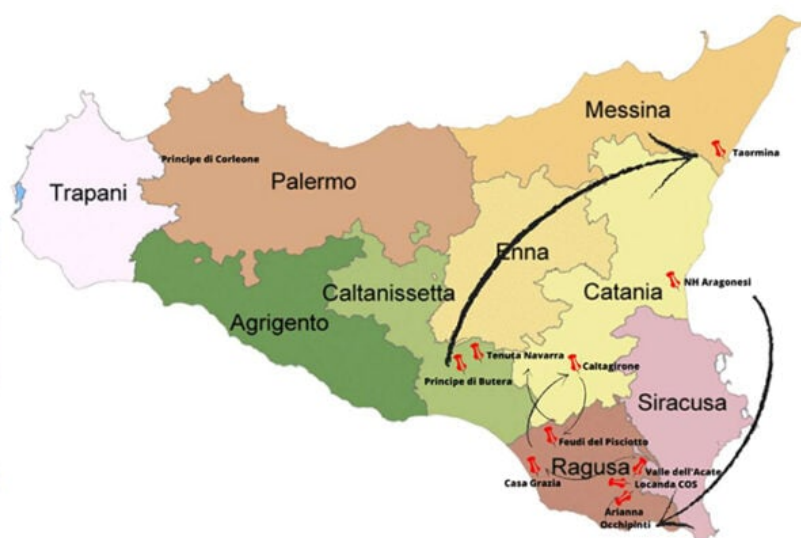 Messina
Taormina
Principe di Corleone
Palermo
Trapani
Enna
NH Aragonesi
Caltanissetta
Catania
Agrigento
Tenuta Navarra
Caltagirone
Principe di Butera
Siracusa
Feudi del Pisciotto
Ragusa
Valle dell'Acate
Casa Grazia
Locanda COS
Arianna
Occhipinti